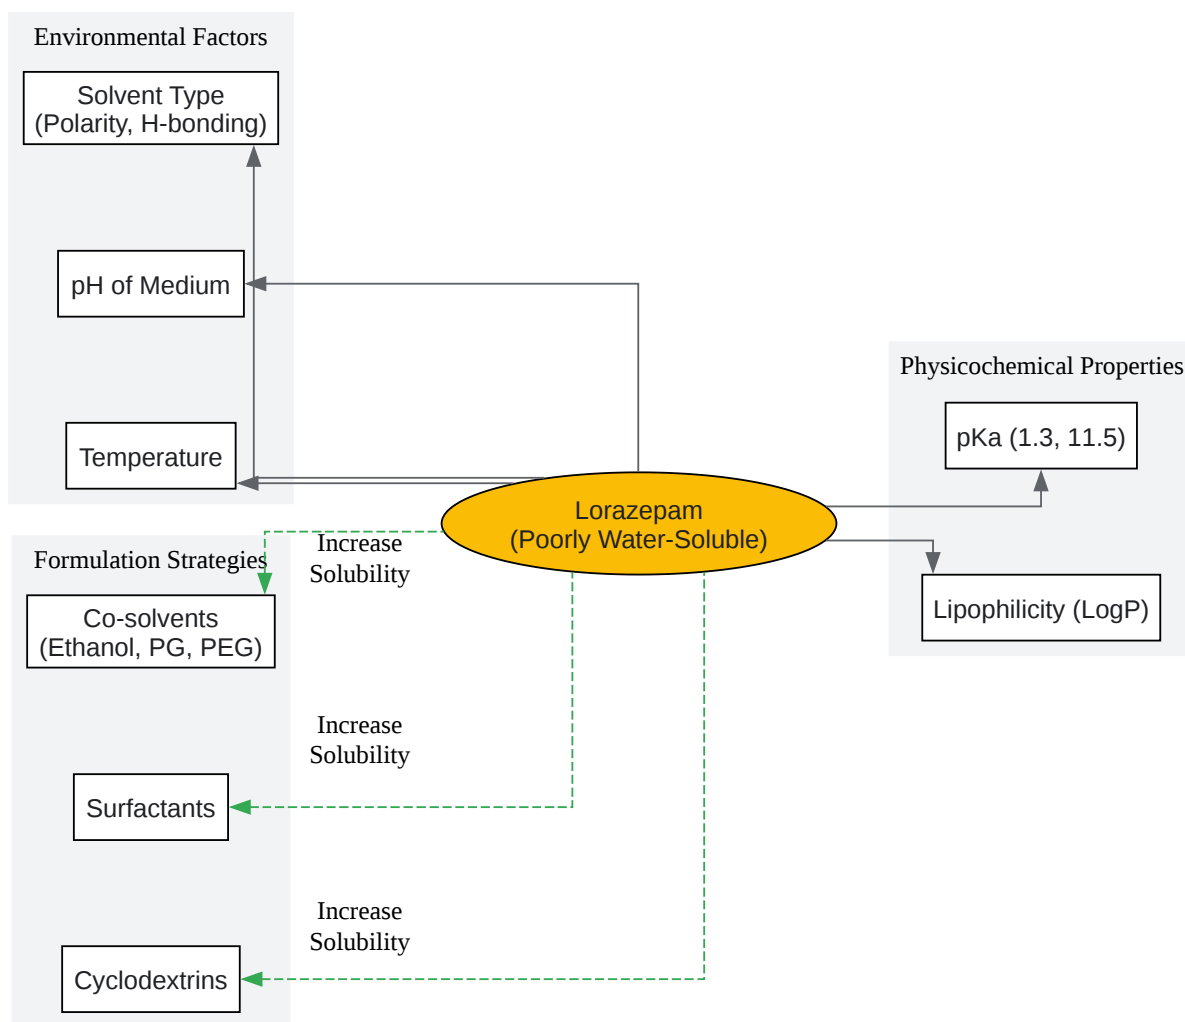 Environmental Factors
Solvent Type
(Polarity, H-bonding)
pH of Medium
Temperature
Lorazepam
(Poorly Water-Soluble)
Physicochemical Properties
pKa (1.3, 11.5)
Lipophilicity (LogP)
Formulation Strategies
Co-solvents
(Ethanol, PG, PEG)
Increase
Solubility
Surfactants
Increase
Solubility
Cyclodextrins
Increase
Solubility